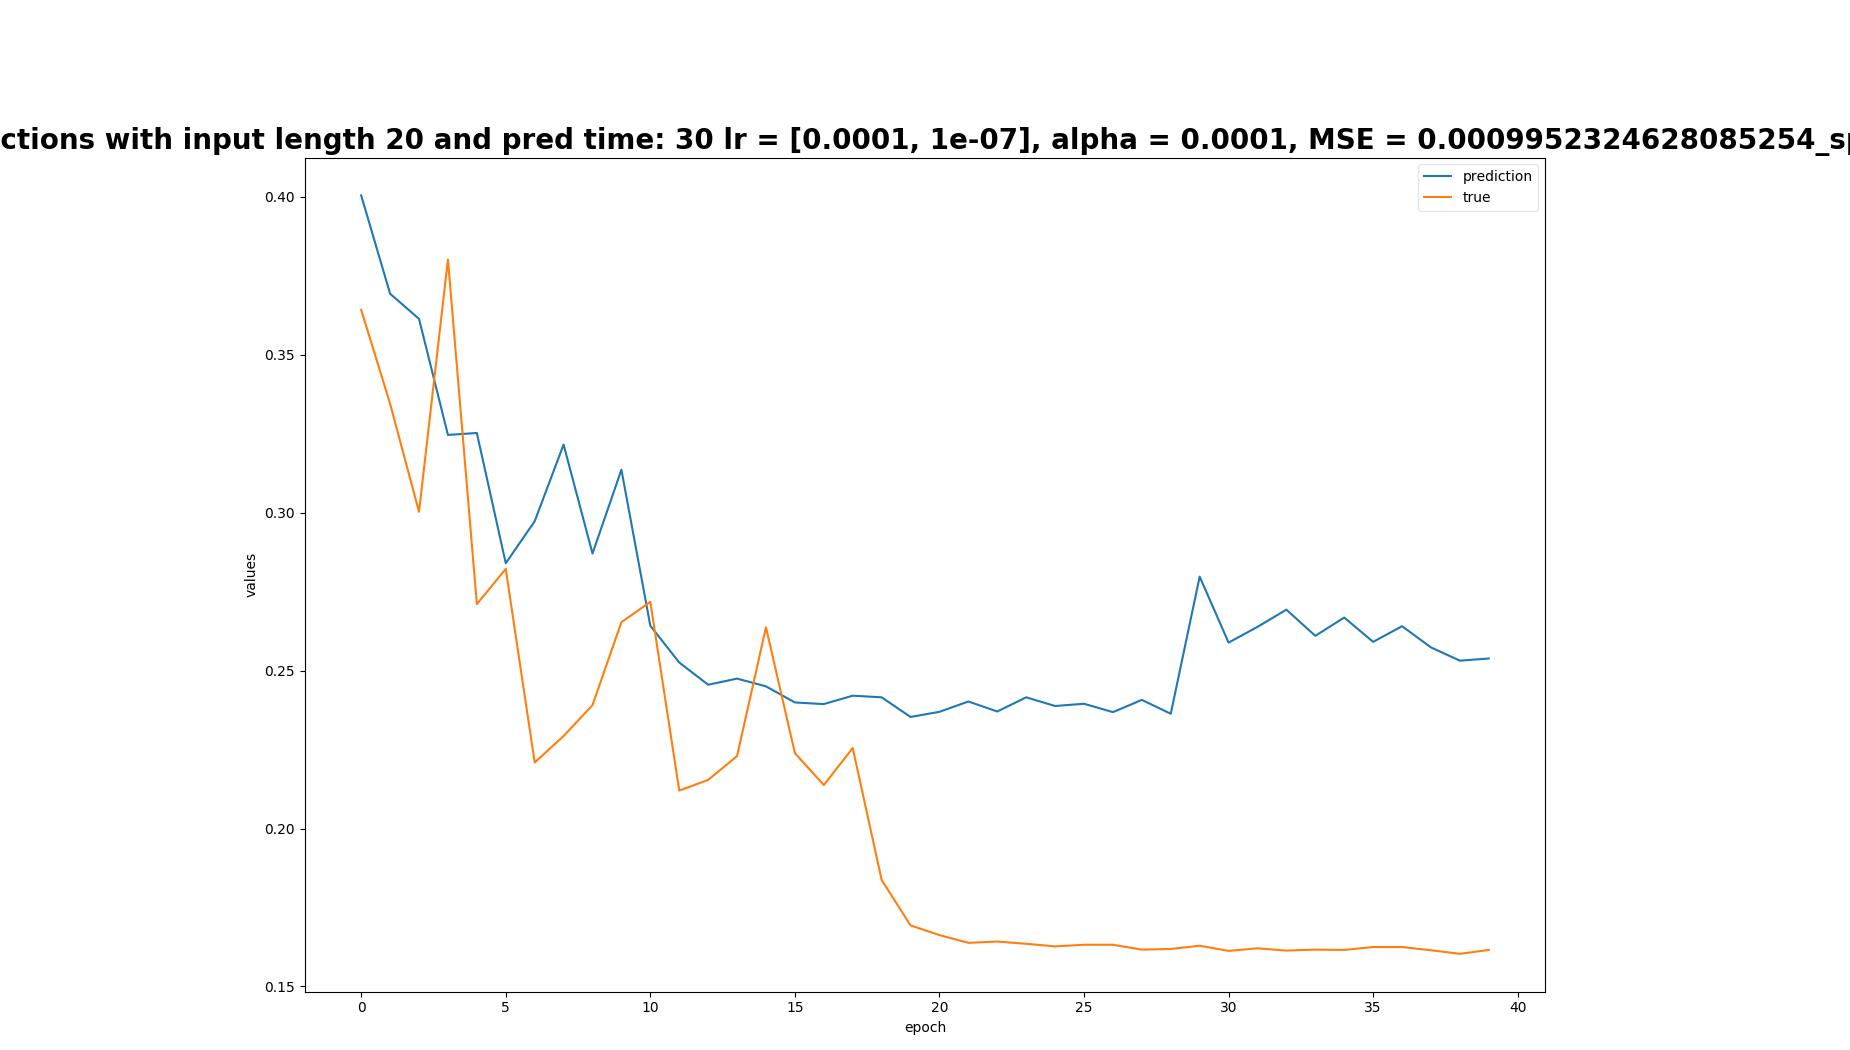 ctions with input length 20 and pred time: 30 lr = [0.0001, 1e-07], alpha = 0.0001, MSE = 0.0009952324628085254_sp
prediction
true
0.40
0.35
0.30
0.25
0.20
0.15
values
0 5 10 15 20 25 30 35 40
epoch